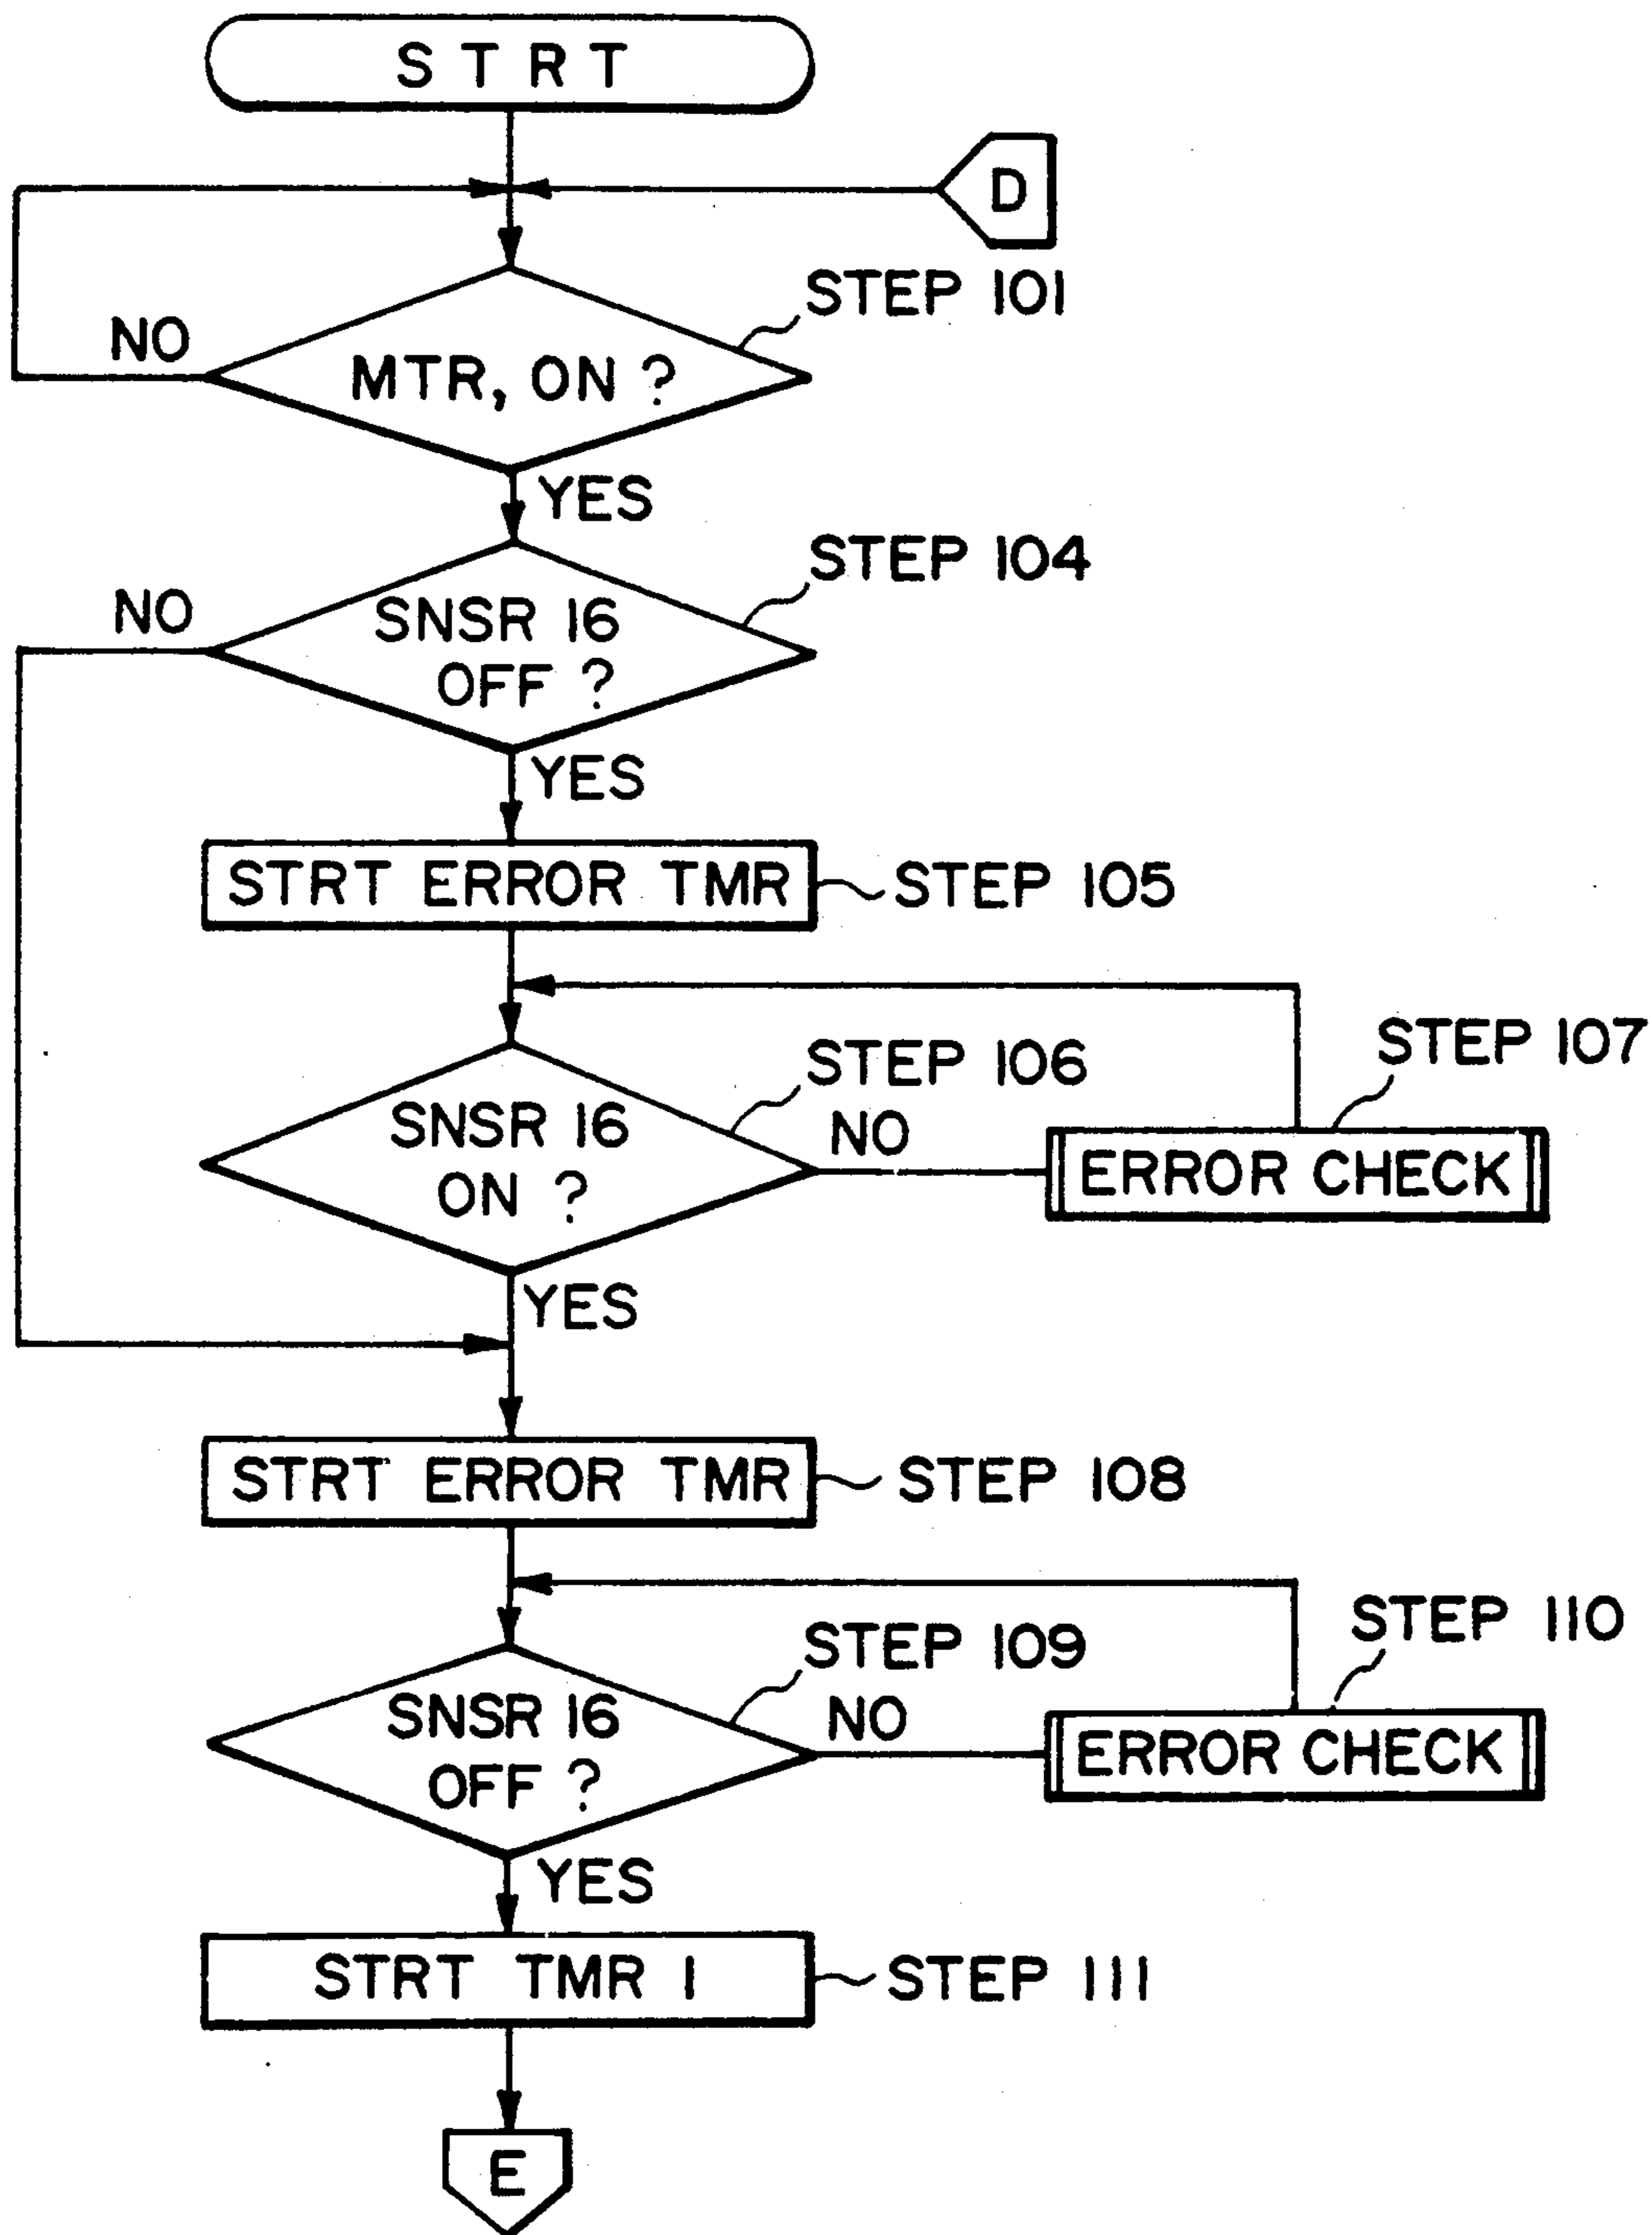 STRT
D
STEP 101
NO
MTR, ON ?
YES
STEP 104
NO
SNSR 16
OFF ?
YES
STRT ERROR TMR
STEP 105
STEP 107
STEP 106
SNSR 16
ON ?
NO
ERROR CHECK
YES
STRT ERROR TMR
STEP 108
STEP 110
STEP 109
SNSR 16
OFF ?
NO
ERROR CHECK
YES
STRT TMR 1
STEP 111
E